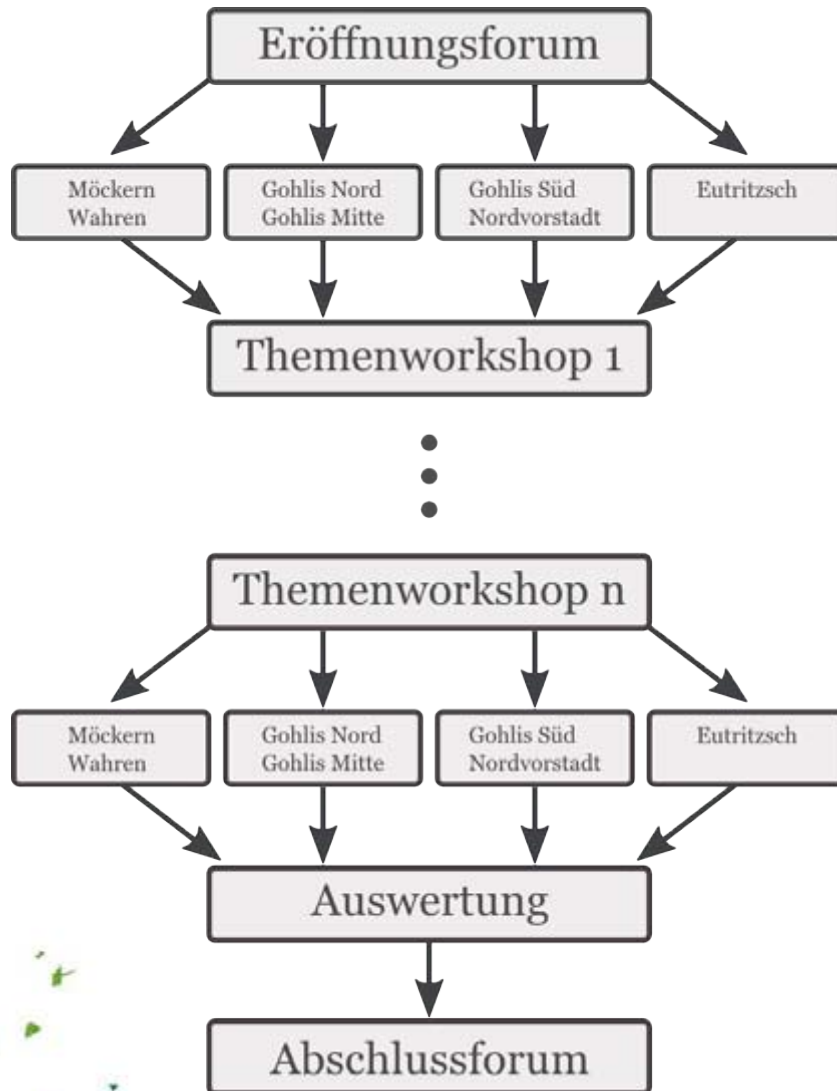 Eröffnungsforum
Möckern
Wahren
Gohlis Nord
Gohlis Mitte
Gohlis Süd
Nordvorstadt
Eutritzsch
Themenworkshop 1
Themenworkshop n
Möckern
Wahren
Gohlis Nord
Gohlis Mitte
Gohlis Süd
Nordvorstadt
Eutritzsch
Auswertung
Abschlussforum